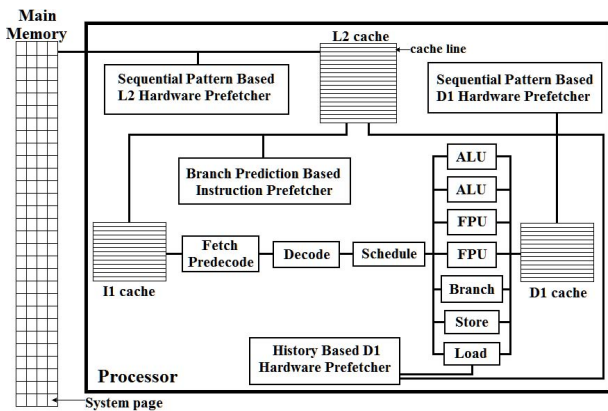 Main
Memory
L2 cache
cache line
Sequential Pattern Based
L2 Hardware Prefetcher
Sequential Pattern Based
D1 Hardware Prefetcher
Branch Prediction Based
Instruction Prefetcher
ALU
ALU
FPU
FPU
Branch
Store
Load
Fetch
Predecode
Decode
Schedule
I1 cache
D1 cache
History Based D1
Hardware Prefetcher
Processor
System page